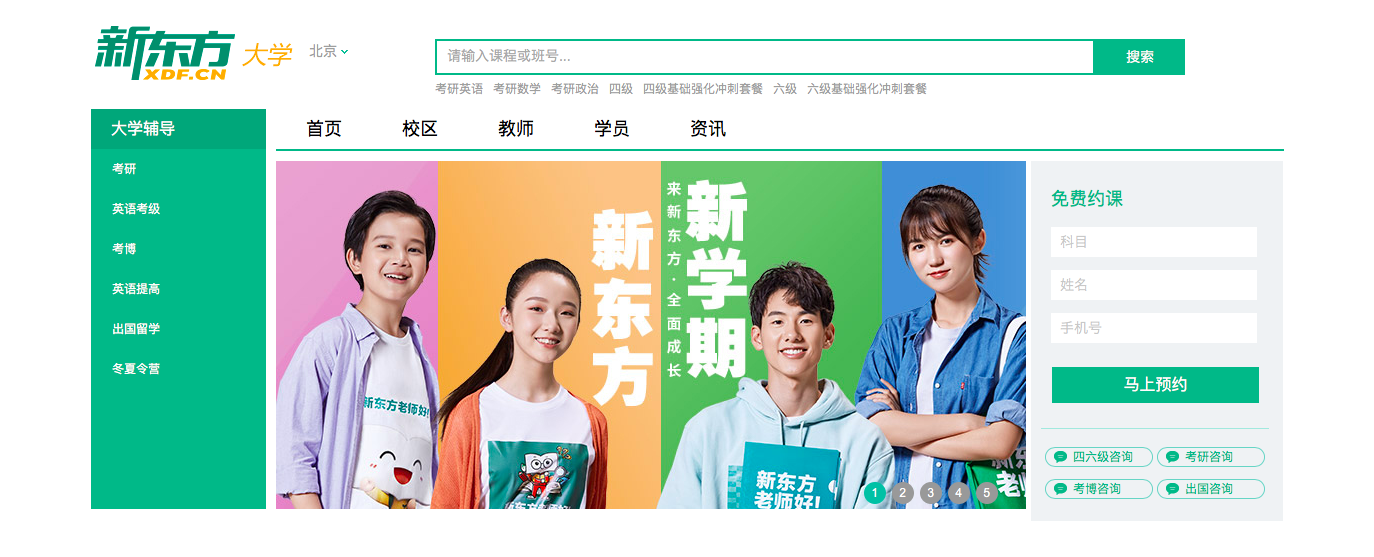 新东方
XDF.CN
大学
北京
请输入课程或班号...
搜索
考研英语 考研数学 考研政治 四级 四级基础强化冲刺套餐 六级 六级基础强化冲刺套餐
大学辅导
首页 校区 教师 学员 资讯
考研
英语考级
考博
英语提高
出国留学
冬夏令营
新东方
来新东方·全面成长
新学期
新东方老师好!
新东方
老师好!
1 2 3 4 5
免费约课
科目
姓名
手机号
马上预约
四六级咨询 考研咨询
考博咨询 出国咨询